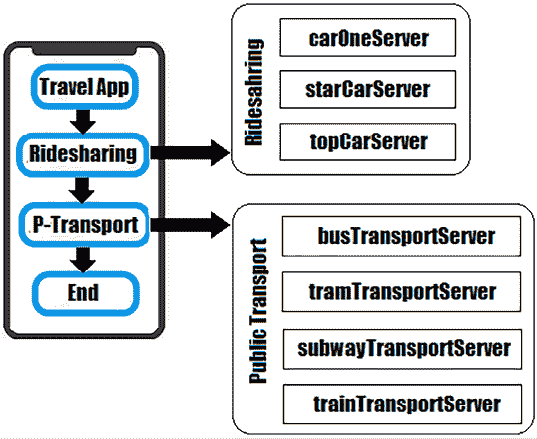 Travel App
Ridesharing
P-Transport
End
Ridesahring
carOneServer
starCarServer
topCarServer
Public Transport
busTransportServer
tramTransportServer
subwayTransportServer
trainTransportServer